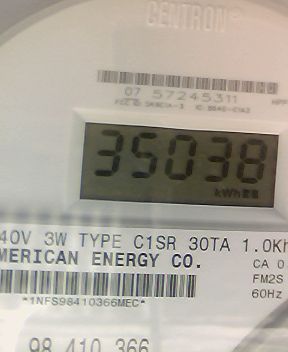 CENTRON®
07 57245311
35038
kWh
40V 3W TYPE C1SR 30TA 1.0Kh
MERICAN ENERGY CO.
CA 0
FM2S
60Hz
*1NFS98410366MEC*
98 410 366